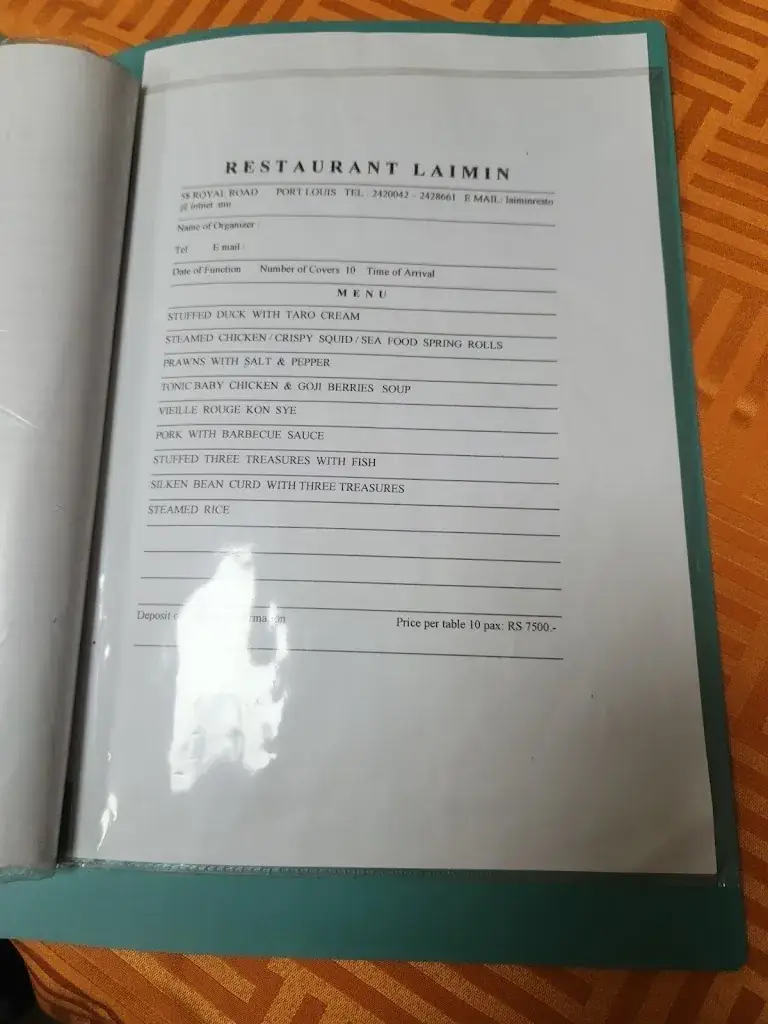 RESTAURANT LAIMIN
58 ROYAL ROAD PORT LOUIS TEL : 2420042 - 2428661 E MAIL: laiminresto
@ intnet .mu
Name of Organizer :
Tel E mail :
Date of Function Number of Covers 10 Time of Arrival
MENU
STUFFED DUCK WITH TARO CREAM
STEAMED CHICKEN / CRISPY SQUID / SEA FOOD SPRING ROLLS
PRAWNS WITH SALT & PEPPER
TONIC BABY CHICKEN & GOJI BERRIES SOUP
VIEILLE ROUGE KON SYE
PORK WITH BARBECUE SAUCE
STUFFED THREE TREASURES WITH FISH
SILKEN BEAN CURD WITH THREE TREASURES
STEAMED RICE
Deposit Price per table 10 pax: RS 7500.-